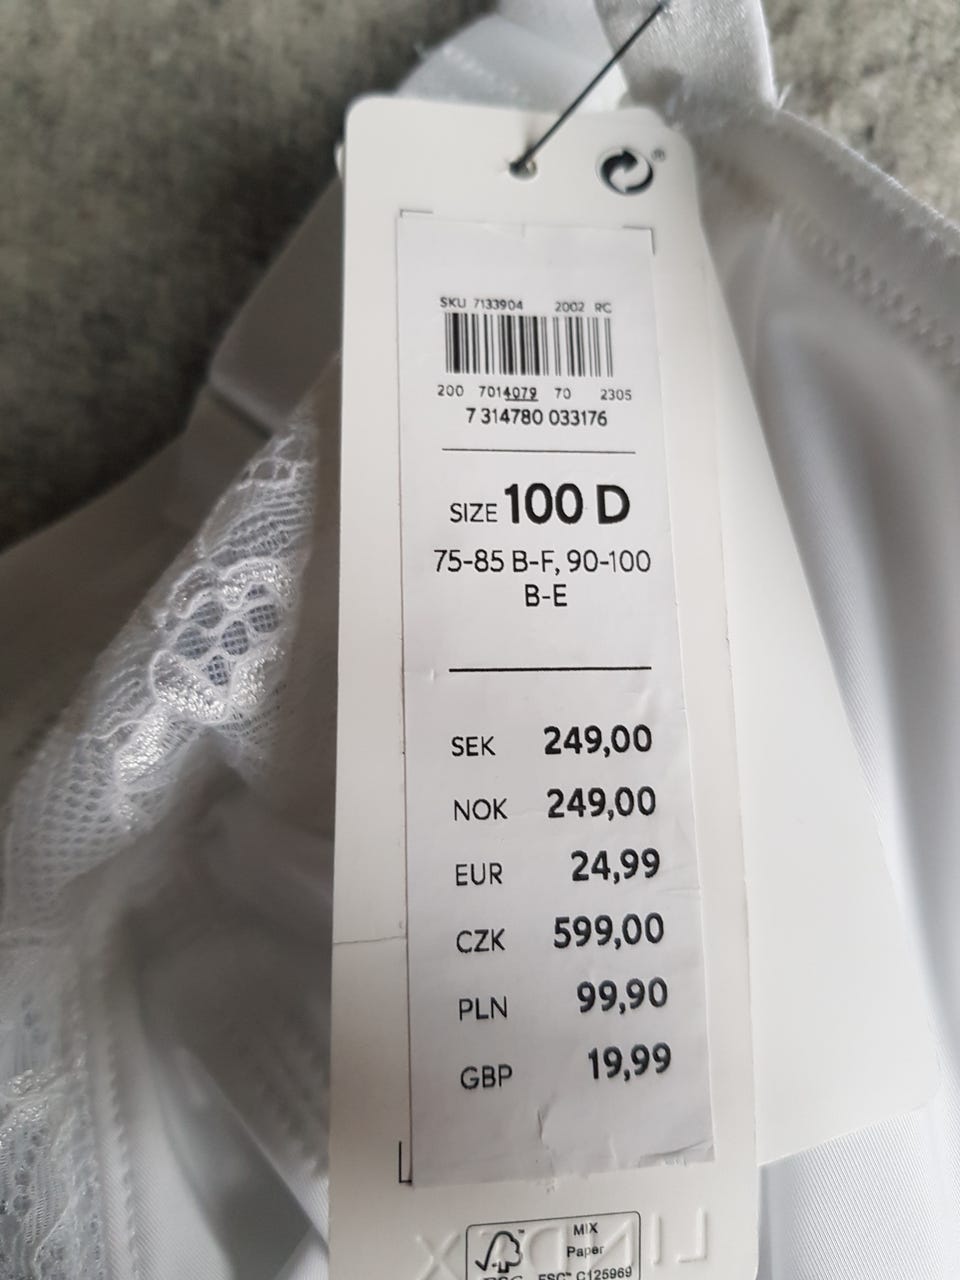 SKU 7133904 2002 RC
200 7014079 70 2305
7 314780 033176
SIZE 100 D
75-85 B-F, 90-100
B-E
SEK 249,00
NOK 249,00
EUR 24,99
CZK 599,00
PLN 99,90
GBP 19,99
LINDEX
MIX
Paper
FSC™ C125969